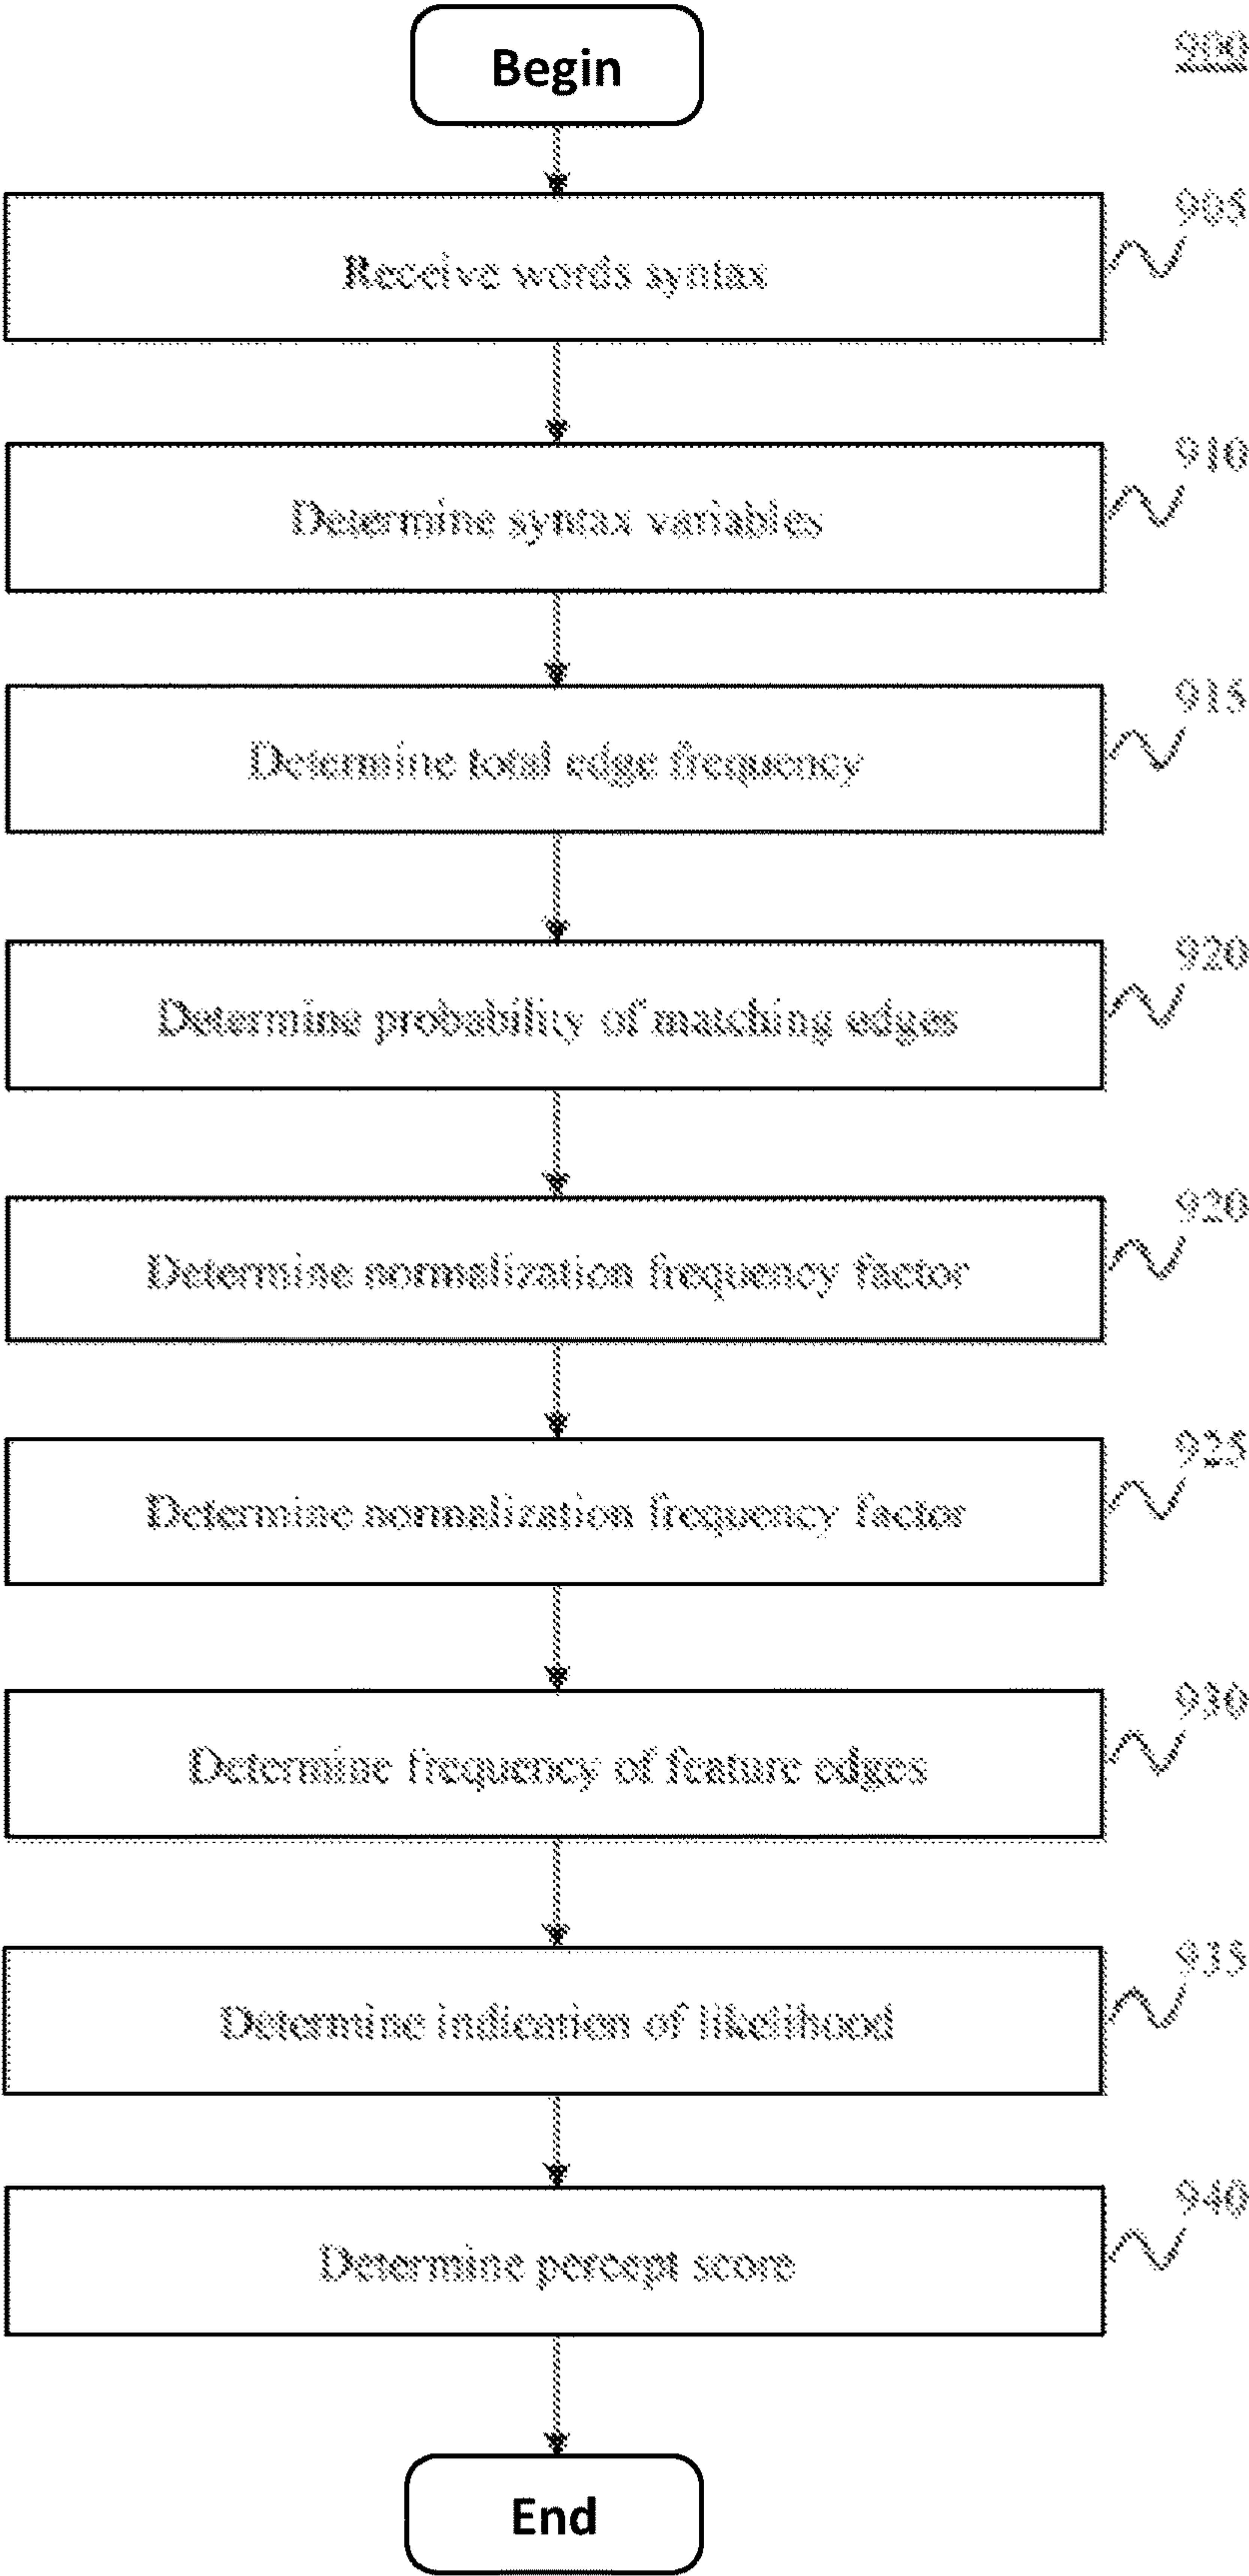 Begin
900
905
Receive words syntax
910
Determine syntax variables
915
Determine total edge frequency
920
Determine probability of matching edges
920
Determine normalization frequency factor
925
Determine normalization frequency factor
930
Determine frequency of feature edges
935
Determine indication of likelihood
940
Determine percept score
End